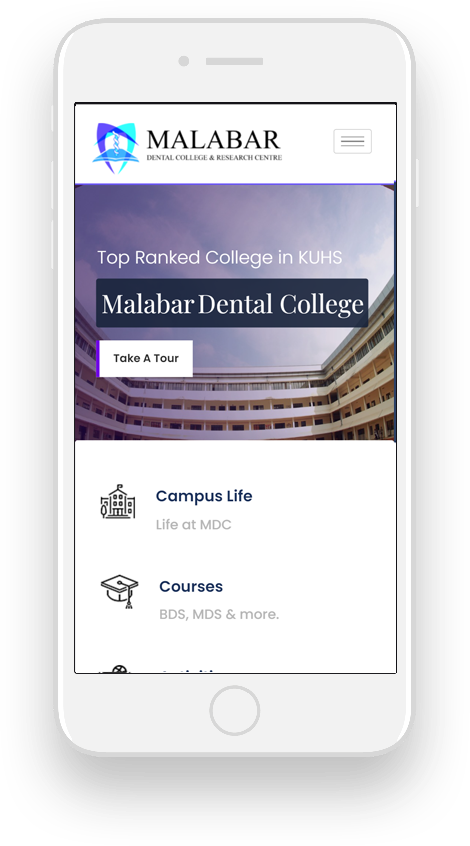 MALABAR
DENTAL COLLEGE & RESEARCH CENTRE
Top Ranked College in KUHS
Malabar Dental College
Take A Tour
Campus Life
Life at MDC
Courses
BDS, MDS & more.